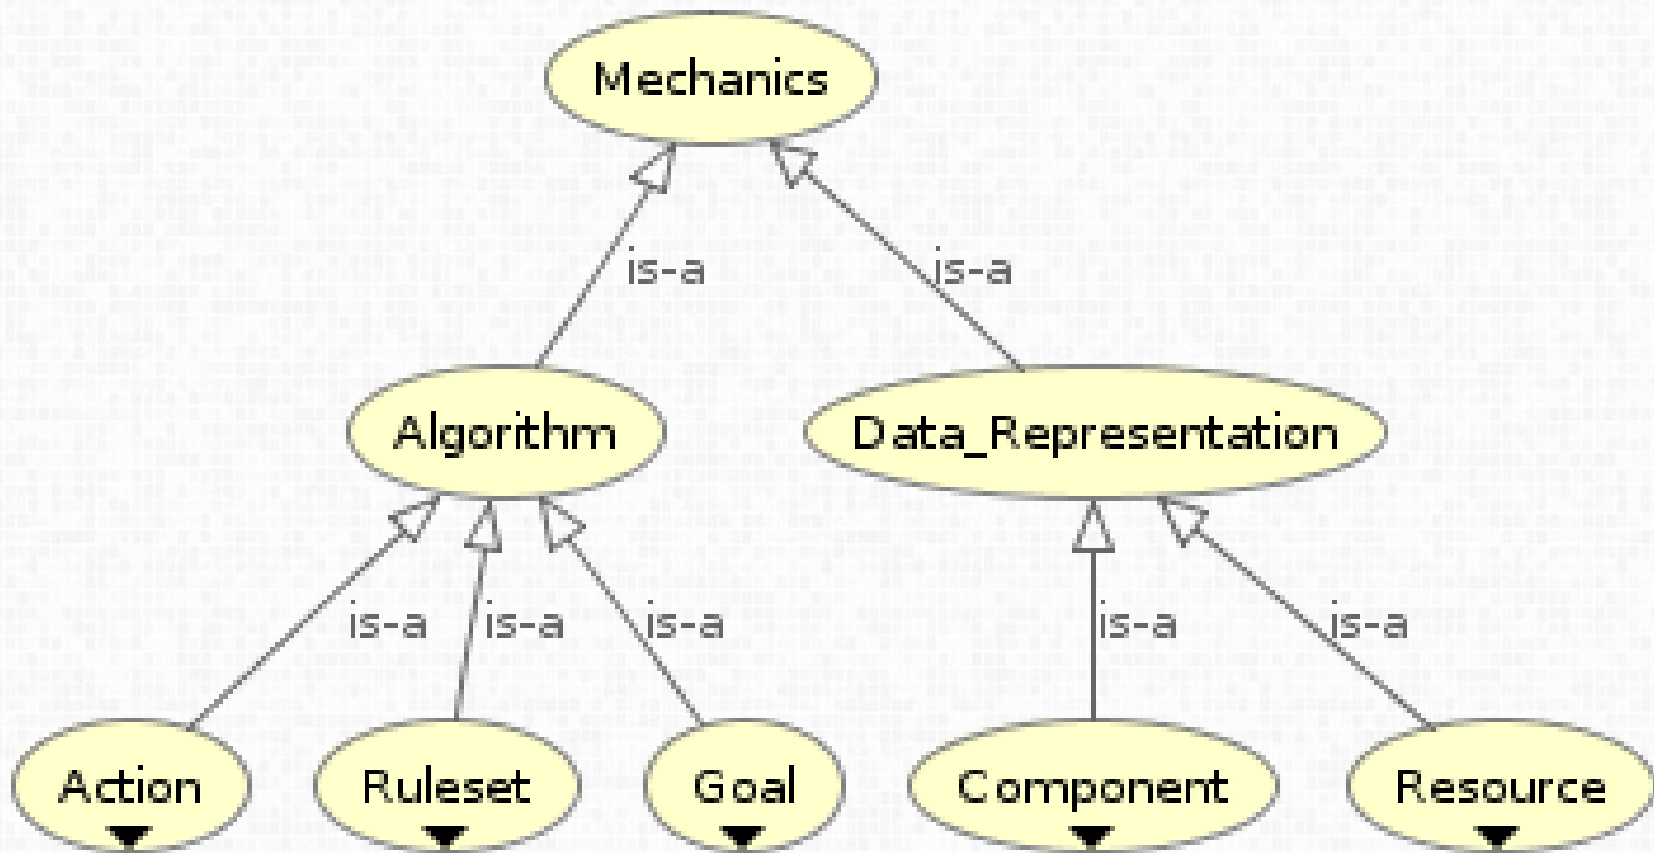 Mechanics
is-a
is-a
Algorithm
Data_Representation
is-a
is-a
is-a
is-a
is-a
Action
Ruleset
Goal
Component
Resource